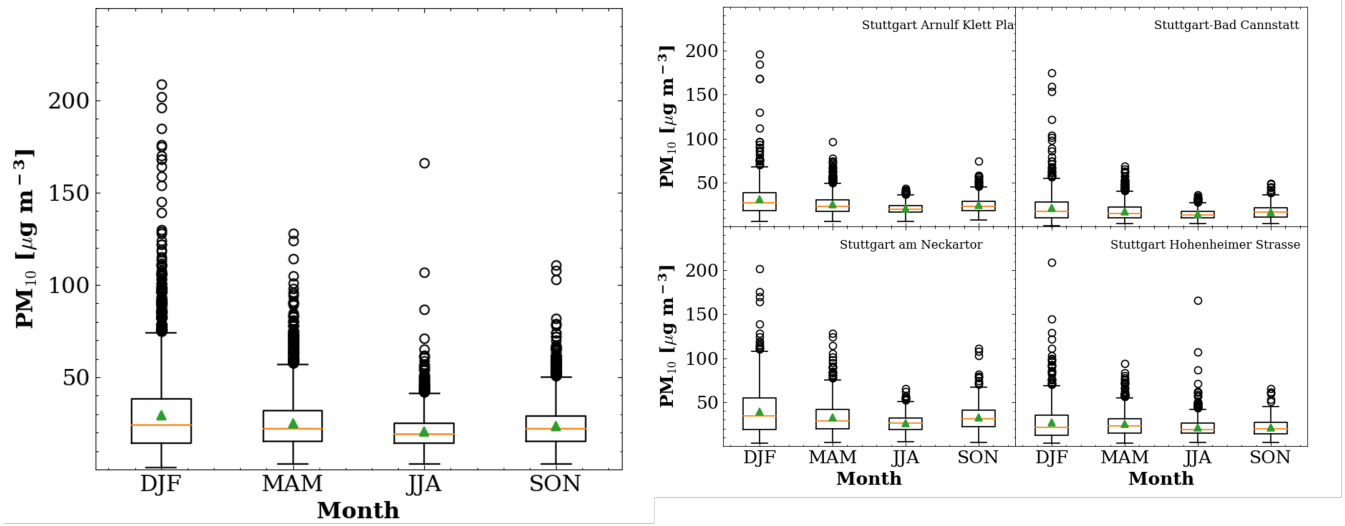 PM₁₀ [μg m⁻³]
200
150
100
50
DJF MAM JJA SON
Month
Stuttgart Arnulf Klett Pla
Stuttgart-Bad Cannstatt
PM₁₀ [μg m⁻³]
200
150
100
50
Stuttgart am Neckartor
Stuttgart Hohenheimer Strasse
PM₁₀ [μg m⁻³]
200
150
100
50
DJF MAM JJA SON
DJF MAM JJA SON
Month
Month